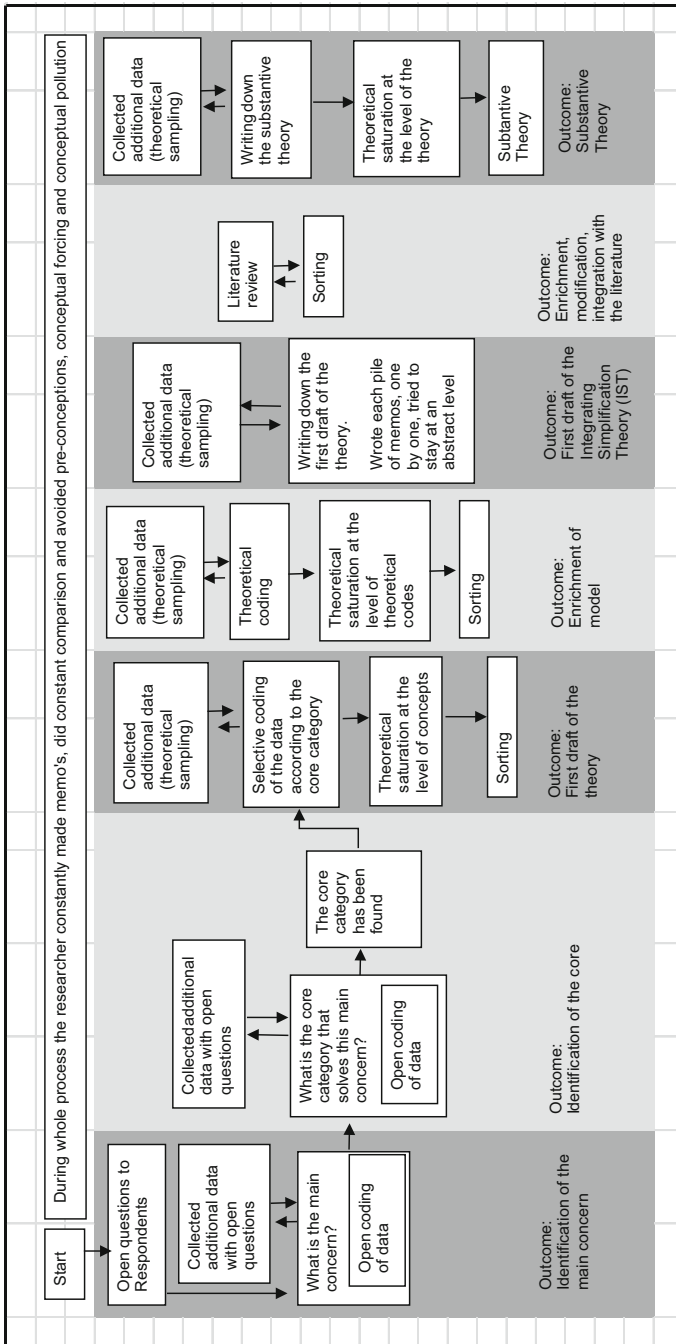 Start
During whole process the researcher constantly made memo's, did constant comparison and avoided pre-conceptions, conceptual forcing and conceptual pollution
Open questions to
Respondents
Collected
additional data
with open
questions
What is the main
concern?
Open coding
of data
Outcome:
Identification of the
main concern
Collectedadditional
data with open
questions
What is the core
category that
solves this main
concern?
Open coding
of data
The core
category
has been
found
Outcome:
Identification of the core
Collected
additional data
(theoretical
sampling)
Selective coding
of the data
according to the
core category
Theoretical
saturation at the
level of concepts
Sorting
Outcome:
First draft of the
theory
Collected
additional data
(theoretical
sampling)
Theoretical
coding
Theoretical
saturation at the
level of
theoretical
codes
Sorting
Outcome:
Enrichment of
model
Collected
additional data
(theoretical
sampling)
Writing down the
first draft of the
theory.
Wrote each pile
of memos, one
by one, tried to
stay at an
abstract level
Outcome:
First draft of the
Integrating
Simplification
Theory (IST)
Literature
review
Sorting
Outcome:
Enrichment,
modification,
integration with
the literature
Collected
additional data
(theoretical
sampling)
Writing down
the substantive
theory
Theoretical
saturation at
the level of the
theory
Subtantive
Theory
Outcome:
Substantive
Theory